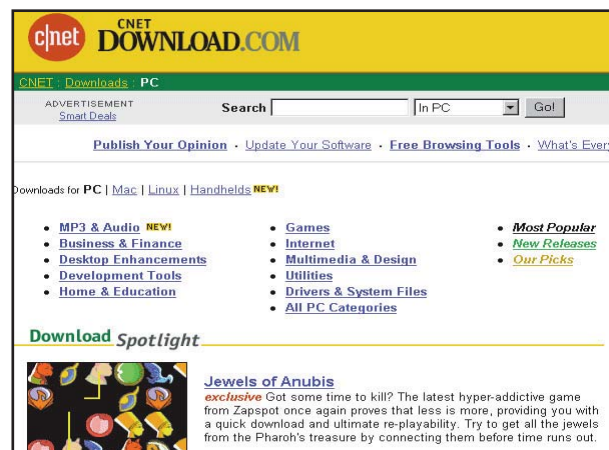 c|net
CNET
DOWNLOAD.COM
CNET : Downloads : PC
ADVERTISEMENT
Smart Deals
Search In PC Go!
Publish Your Opinion · Update Your Software · Free Browsing Tools · What's
Downloads for PC | Mac | Linux | Handhelds NEW!
MP3 & Audio NEW!
Business & Finance
Desktop Enhancements
Development Tools
Home & Education
Games
Internet
Multimedia & Design
Utilities
Drivers & System Files
All PC Categories
Most Popular
New Releases
Our Picks
Download Spotlight
Jewels of Anubis
exclusive Got some time to kill? The latest hyper-addictive game
from Zapspot once again proves that less is more, providing you with
a quick download and ultimate re-playability. Try to get all the jewels
from the Pharoh's treasure by connecting them before time runs out.